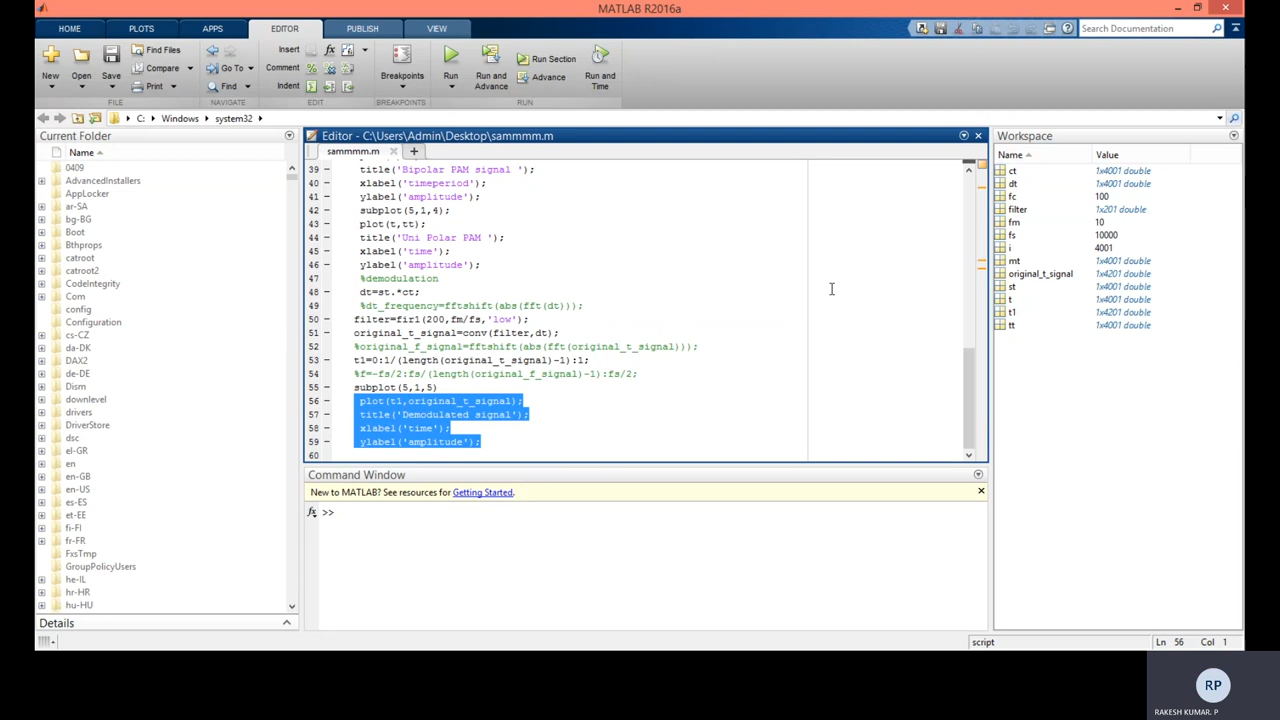 MATLAB R2016a
HOME PLOTS APPS EDITOR PUBLISH VIEW
Search Documentation
New
Open
Save
Find Files
Compare
Print
Go To
Find
Insert
Comment
Indent
Breakpoints
Run
Run and Advance
Run Section
Advance
Run and Time
FILE NAVIGATE EDIT BREAKPOINTS RUN
C: Windows system32
Current Folder
Name
0409
AdvancedInstallers
AppLocker
ar-SA
bg-BG
Boot
Bthprops
catroot
catroot2
CodeIntegrity
Com
config
Configuration
cs-CZ
da-DK
DAX2
de-DE
Dism
downlevel
drivers
DriverStore
dsc
el-GR
en
en-GB
en-US
es-ES
et-EE
fi-FI
fr-FR
FxsTmp
GroupPolicyUsers
he-IL
hr-HR
hu-HU
Details
Editor - C:\Users\Admin\Desktop\sammmm.m
sammmm.m
39 title('Bipolar PAM signal ');
40 xlabel('timeperiod');
41 ylabel('amplitude');
42 subplot(5,1,4);
43 plot(t,tt);
44 title('Uni Polar PAM ');
45 xlabel('time');
46 ylabel('amplitude');
47 %demodulation
48 dt=st.*ct;
49 %dt_frequency=fftshift(abs(fft(dt)));
50 filter=fir1(200,fm/fs,'low');
51 original_t_signal=conv(filter,dt);
52 %original_f_signal=fftshift(abs(fft(original_t_signal)));
53 t1=0:1/(length(original_t_signal)-1):1;
54 %f=-fs/2:fs/(length(original_f_signal)-1):fs/2;
55 subplot(5,1,5)
56 plot(t1,original_t_signal);
57 title('Demodulated signal');
58 xlabel('time');
59 ylabel('amplitude');
60
Command Window
New to MATLAB? See resources for Getting Started.
fx >>
Workspace
Name Value
ct 1x4001 double
dt 1x4001 double
fc 100
filter 1x201 double
fm 10
fs 10000
i 4001
mt 1x4001 double
original_t_signal 1x4201 double
st 1x4001 double
t 1x4001 double
t1 1x4201 double
tt 1x4001 double
script Ln 56 Col 1
RP
RAKESH KUMAR. P